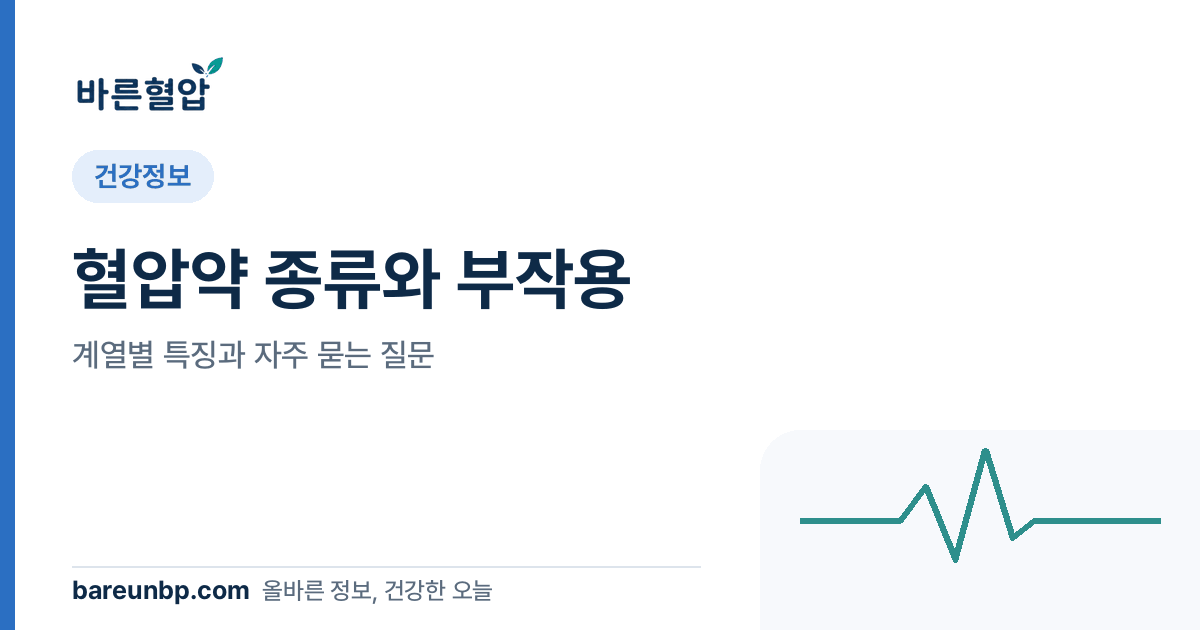 바른혈압
건강정보
혈압약 종류와 부작용
계열별 특징과 자주 묻는 질문
bareunbp.com 올바른 정보, 건강한 오늘